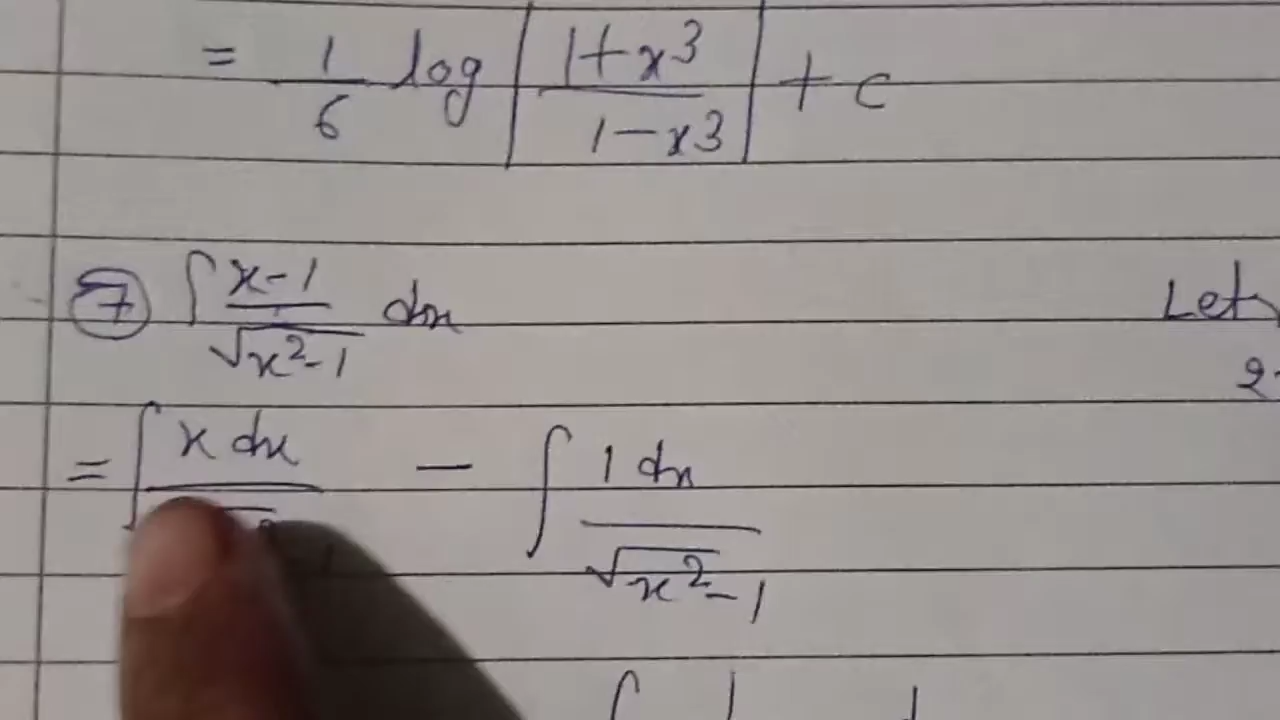 = 1/6 log |1+x3/1-x3| + c
7 ∫ x-1/√x2-1 dx Let
= ∫ x dx - ∫ 1 dx/√x2-1